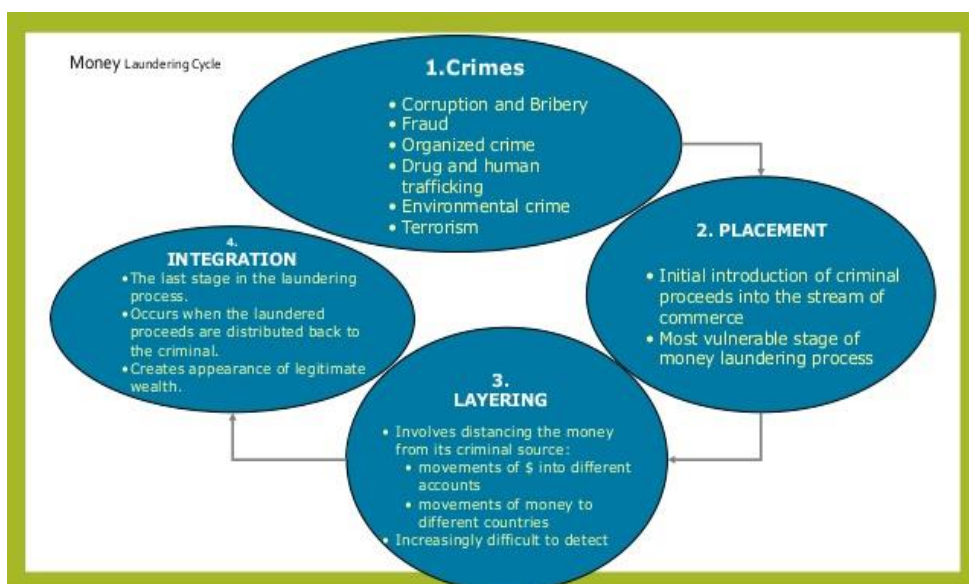 Money Laundering Cycle
1.Crimes
• Corruption and Bribery
• Fraud
• Organized crime
• Drug and human
trafficking
• Environmental crime
• Terrorism
2. PLACEMENT
• Initial introduction of criminal
proceeds into the stream of
commerce
• Most vulnerable stage of
money laundering process
3.
LAYERING
• Involves distancing the money
from its criminal source:
• movements of $ into different
accounts
• movements of money to
different countries
• Increasingly difficult to detect
4.
INTEGRATION
•The last stage in the laundering
process.
•Occurs when the laundered
proceeds are distributed back to
the criminal.
•Creates appearance of legitimate
wealth.